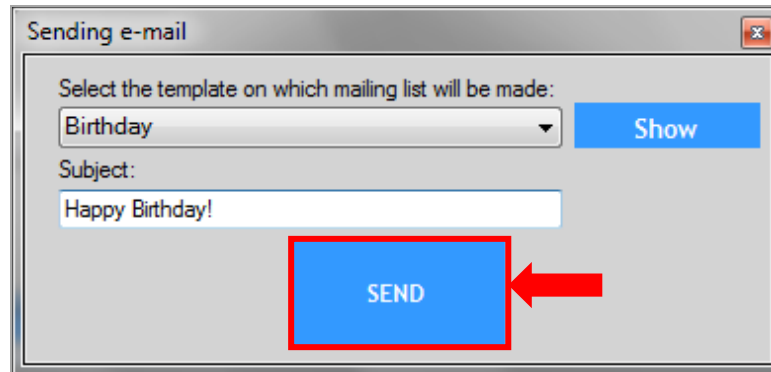 Sending e-mail
Select the template on which mailing list will be made:
Birthday
Show
Subject:
Happy Birthday!
SEND